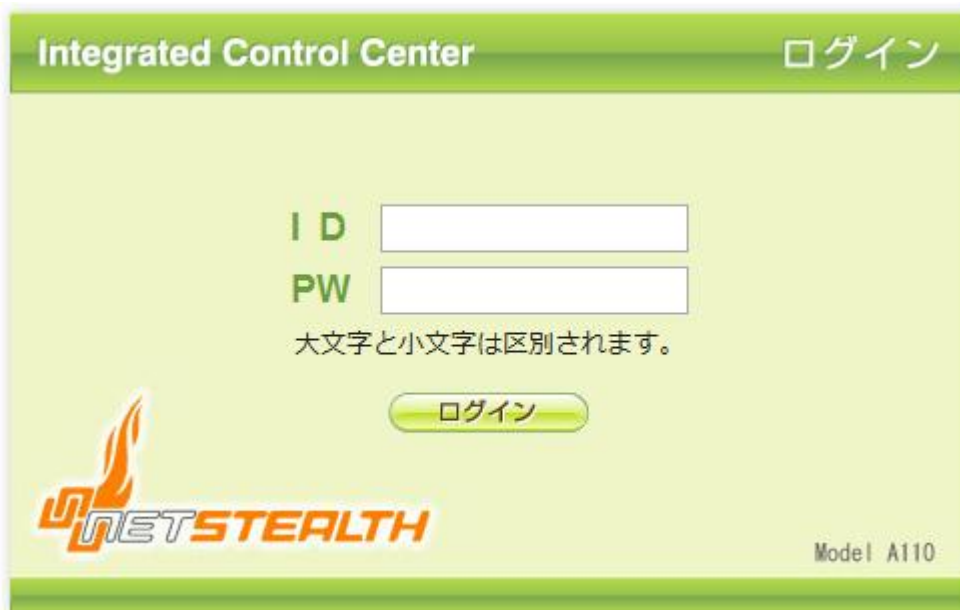 Integrated Control Center ログイン
ID
PW
大文字と小文字は区別されます。
ログイン
NETSTEALTH
Model A110